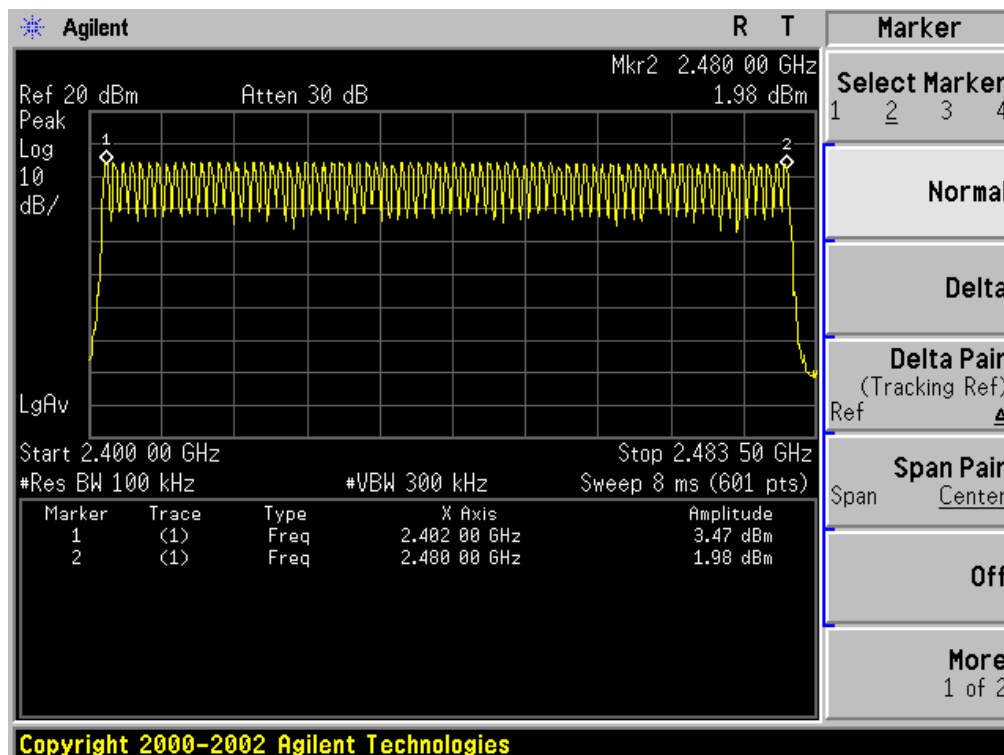 Agilent R T Marker
Mkr2 2.480 00 GHz
Ref 20 dBm Atten 30 dB 1.98 dBm
Peak
Log
10
dB/
1
2
LgAv
Start 2.400 00 GHz Stop 2.483 50 GHz
#Res BW 100 kHz #VBW 300 kHz Sweep 8 ms (601 pts)
Marker Trace Type X Axis Amplitude
1 (1) Freq 2.402 00 GHz 3.47 dBm
2 (1) Freq 2.480 00 GHz 1.98 dBm
Select Marker
1 2 3 4
Normal
Delta
Delta Pair
(Tracking Ref)
Ref Δ
Span Pair
Span Center
Off
More
1 of 2
Copyright 2000-2002 Agilent Technologies